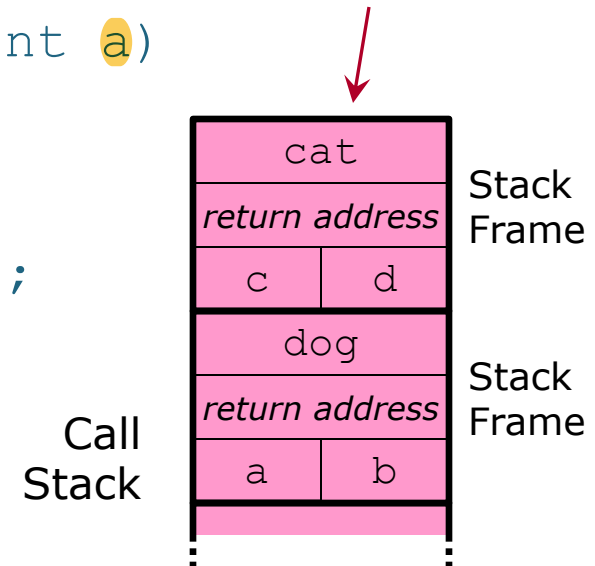 nt a)
cat
Stack
Frame
return address
c d
;
dog
Stack
Frame
return address
Call
Stack
a b